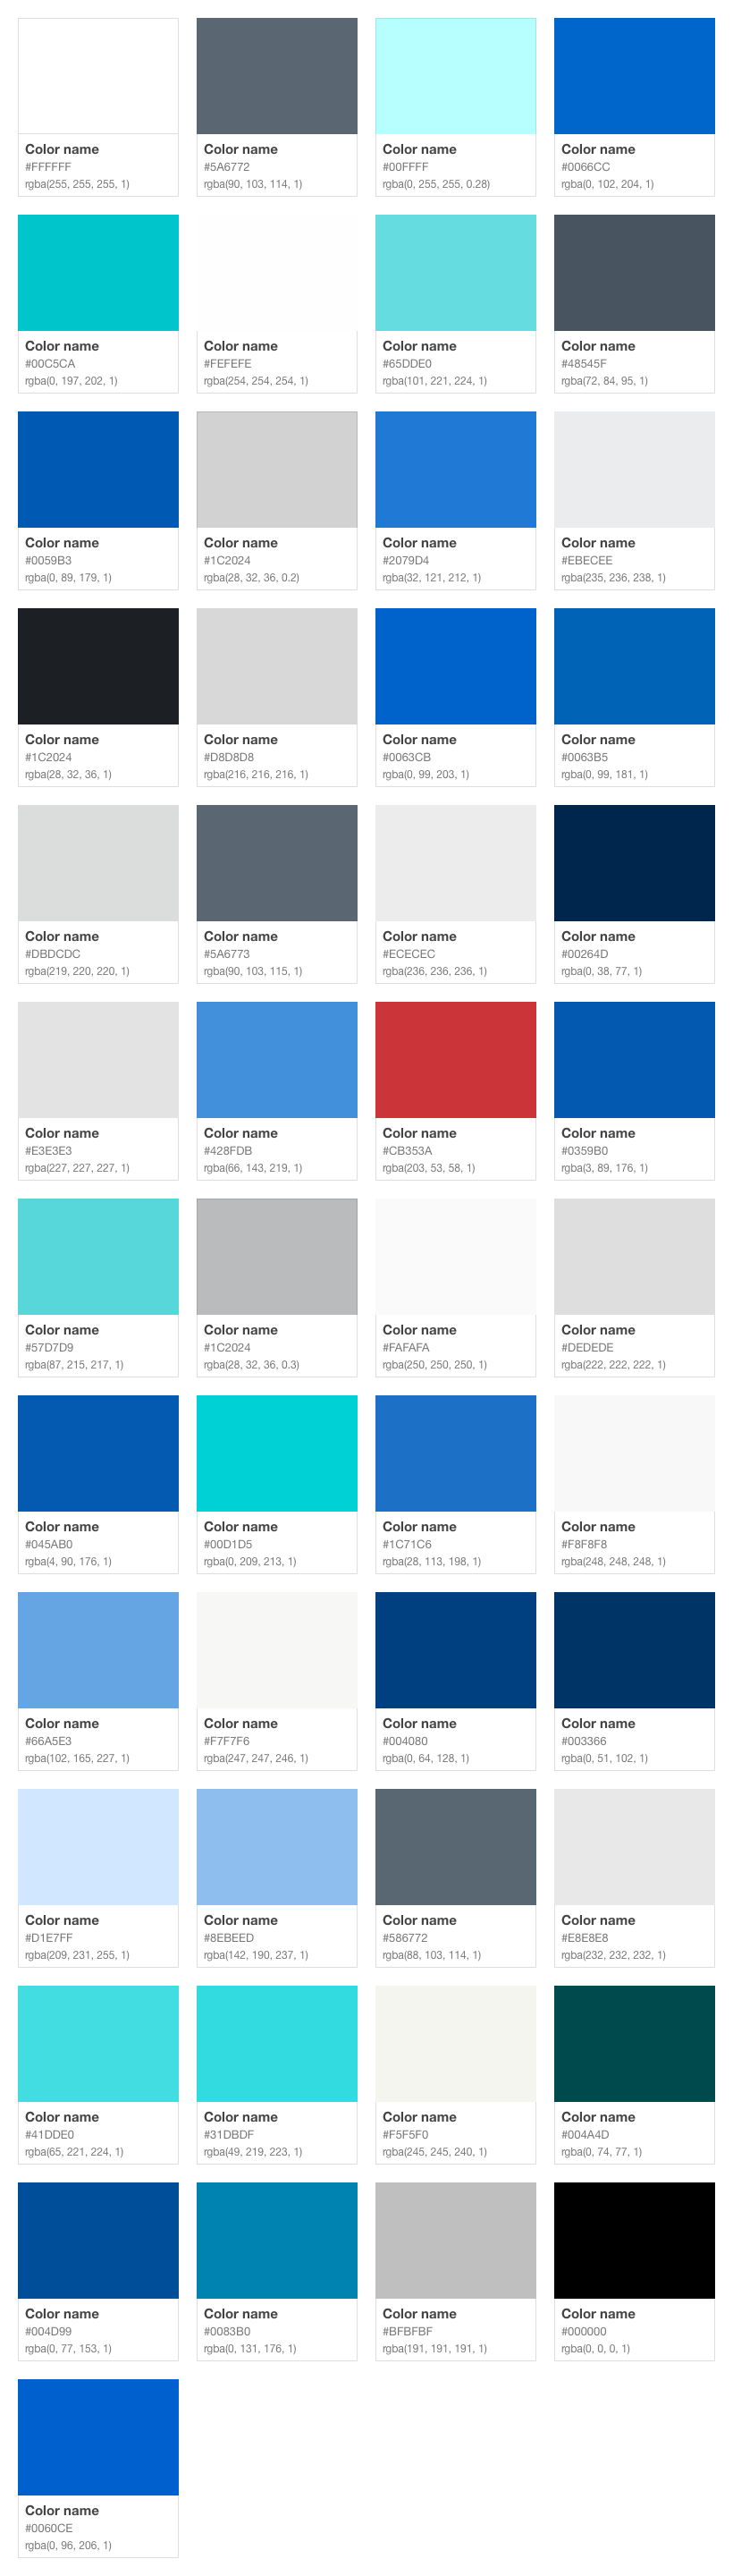 Color name
#FFFFFF
rgba(255, 255, 255, 1)
Color name
#5A6772
rgba(90, 103, 114, 1)
Color name
#00FFFF
rgba(0, 255, 255, 0.28)
Color name
#0066CC
rgba(0, 102, 204, 1)
Color name
#00C5CA
rgba(0, 197, 202, 1)
Color name
#FEFEFE
rgba(254, 254, 254, 1)
Color name
#65DDE0
rgba(101, 221, 224, 1)
Color name
#48545F
rgba(72, 84, 95, 1)
Color name
#0059B3
rgba(0, 89, 179, 1)
Color name
#1C2024
rgba(28, 32, 36, 0.2)
Color name
#2079D4
rgba(32, 121, 212, 1)
Color name
#EBECEE
rgba(235, 236, 238, 1)
Color name
#1C2024
rgba(28, 32, 36, 1)
Color name
#D8D8D8
rgba(216, 216, 216, 1)
Color name
#0063CB
rgba(0, 99, 203, 1)
Color name
#0063B5
rgba(0, 99, 181, 1)
Color name
#DBDCDC
rgba(219, 220, 220, 1)
Color name
#5A6773
rgba(90, 103, 115, 1)
Color name
#ECECEC
rgba(236, 236, 236, 1)
Color name
#00264D
rgba(0, 38, 77, 1)
Color name
#E3E3E3
rgba(227, 227, 227, 1)
Color name
#428FDB
rgba(66, 143, 219, 1)
Color name
#CB353A
rgba(203, 53, 58, 1)
Color name
#0359B0
rgba(3, 89, 176, 1)
Color name
#57D7D9
rgba(87, 215, 217, 1)
Color name
#1C2024
rgba(28, 32, 36, 0.3)
Color name
#FAFAFA
rgba(250, 250, 250, 1)
Color name
#DEDEDE
rgba(222, 222, 222, 1)
Color name
#045AB0
rgba(4, 90, 176, 1)
Color name
#00D1D5
rgba(0, 209, 213, 1)
Color name
#1C71C6
rgba(28, 113, 198, 1)
Color name
#F8F8F8
rgba(248, 248, 248, 1)
Color name
#66A5E3
rgba(102, 165, 227, 1)
Color name
#F7F7F6
rgba(247, 247, 246, 1)
Color name
#004080
rgba(0, 64, 128, 1)
Color name
#003366
rgba(0, 51, 102, 1)
Color name
#D1E7FF
rgba(209, 231, 255, 1)
Color name
#8EBEED
rgba(142, 190, 237, 1)
Color name
#586772
rgba(88, 103, 114, 1)
Color name
#E8E8E8
rgba(232, 232, 232, 1)
Color name
#41DDE0
rgba(65, 221, 224, 1)
Color name
#31DBDF
rgba(49, 219, 223, 1)
Color name
#F5F5F0
rgba(245, 245, 240, 1)
Color name
#004A4D
rgba(0, 74, 77, 1)
Color name
#004D99
rgba(0, 77, 153, 1)
Color name
#0083B0
rgba(0, 131, 176, 1)
Color name
#BFBFBF
rgba(191, 191, 191, 1)
Color name
#000000
rgba(0, 0, 0, 1)
Color name
#0060CE
rgba(0, 96, 206, 1)